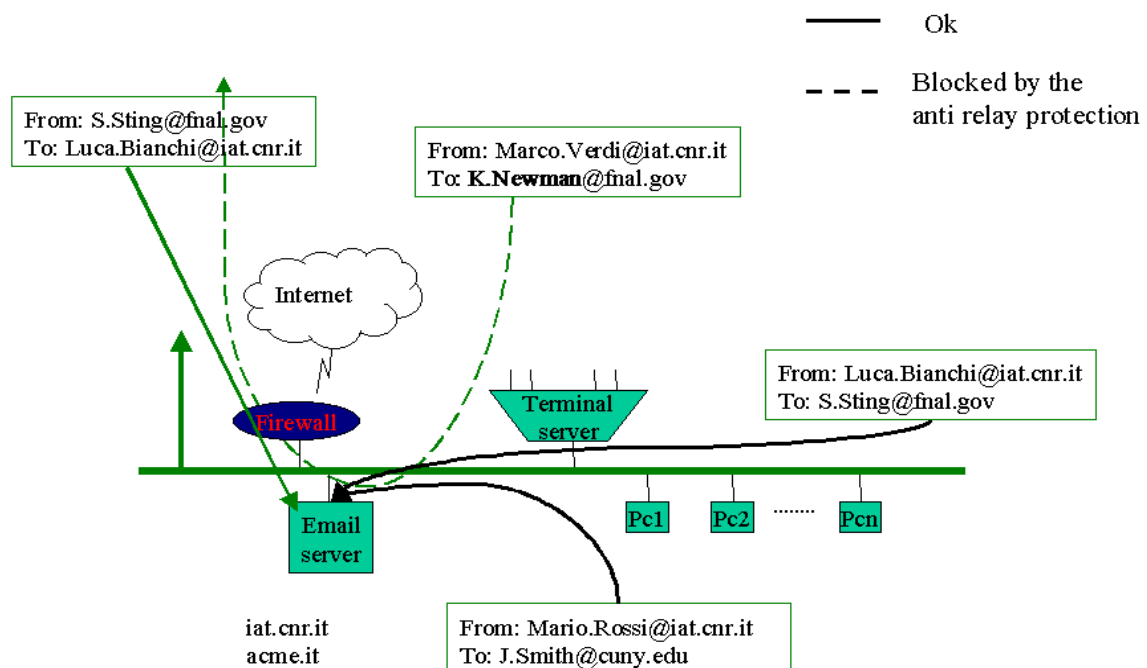 Ok
Blocked by the
anti relay protection
From: S.Sting@fnal.gov
To: Luca.Bianchi@iat.cnr.it
From: Marco.Verdi@iat.cnr.it
To: K.Newman@fnal.gov
Internet
From: Luca.Bianchi@iat.cnr.it
To: S.Sting@fnal.gov
Firewall
Terminal
server
Email
server
Pc1
Pc2
........
Pcn
iat.cnr.it
acme.it
From: Mario.Rossi@iat.cnr.it
To: J.Smith@cuny.edu